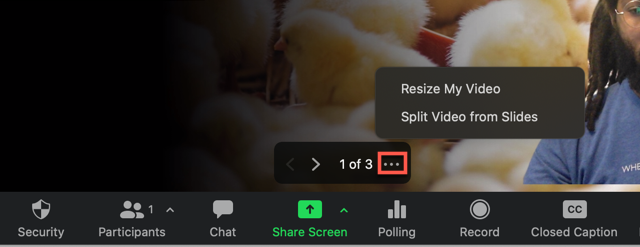 Resize My Video
Split Video from Slides
1 of 3
WHE
1
Security
Participants
Chat
Share Screen
Polling
Record
CC
Closed Caption